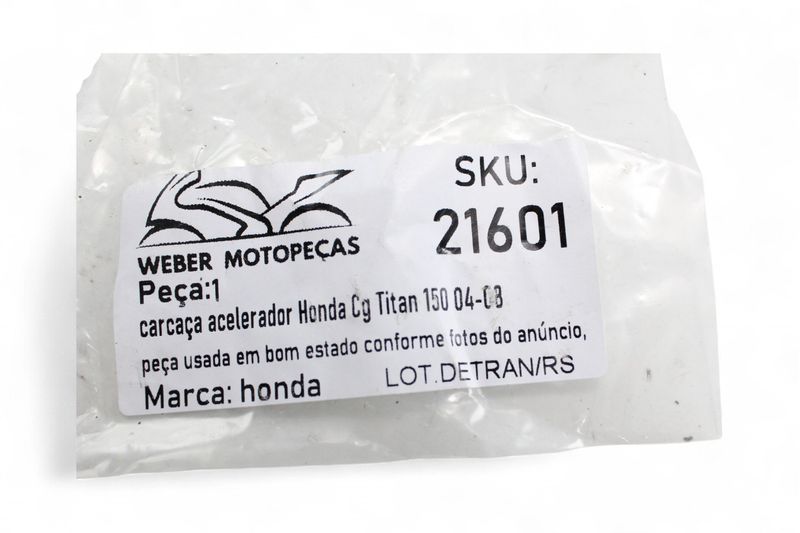 SKU:
21601
WEBER MOTOPEÇAS
Peça:1
carcaça acelerador Honda Cg Titan 150 04-08
peça usada em bom estado conforme fotos do anúncio,
Marca: honda
LOT.DETRAN/RS